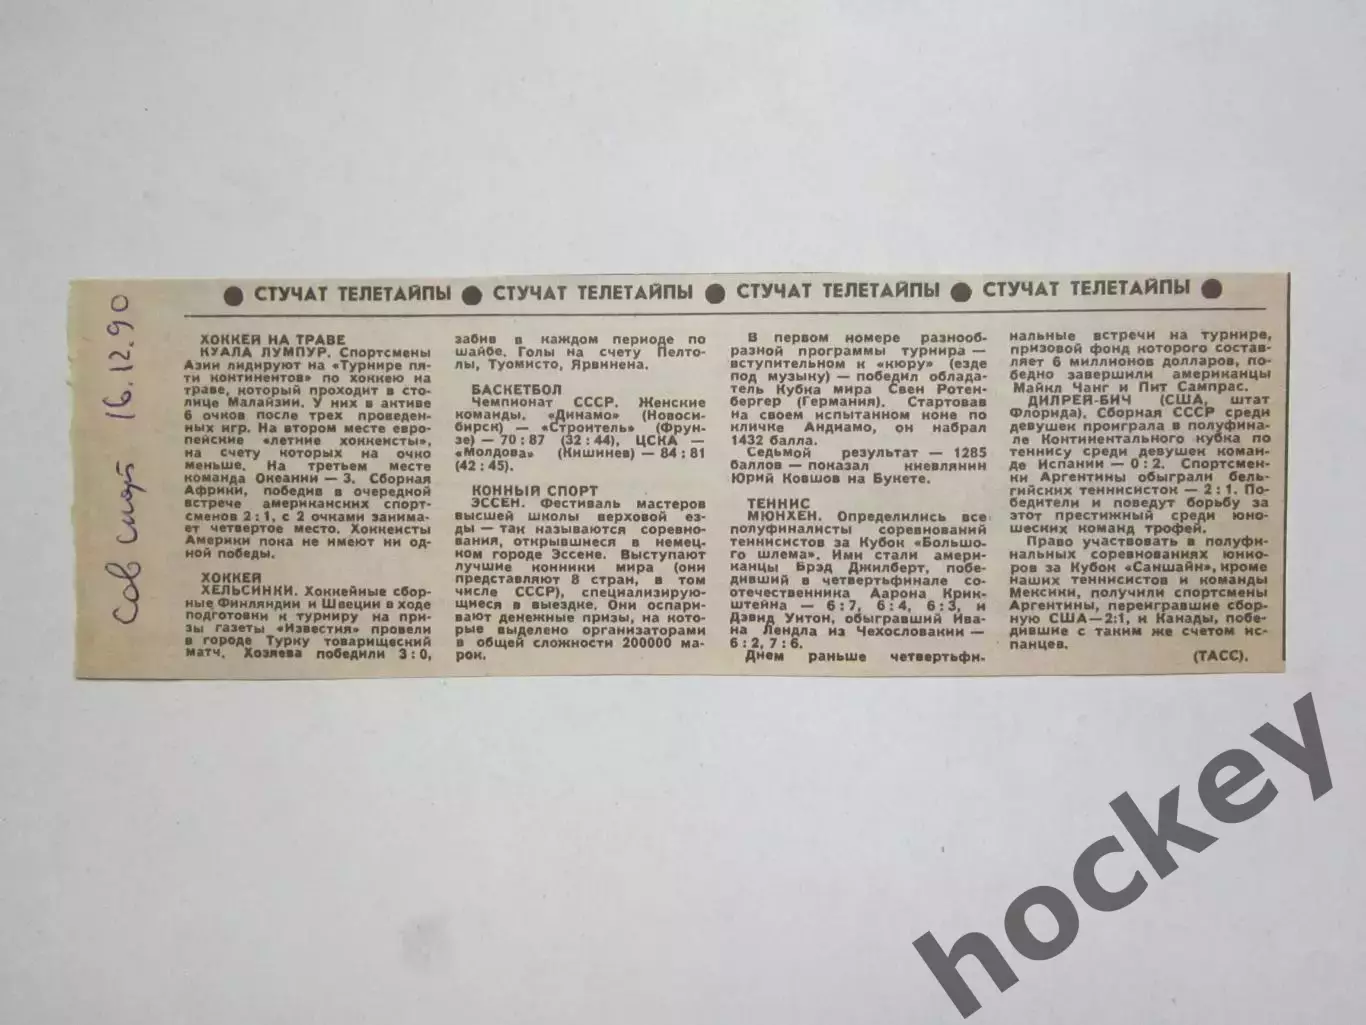 ● СТУЧАТ ТЕЛЕТАЙПЫ ● СТУЧАТ ТЕЛЕТАЙПЫ ● СТУЧАТ ТЕЛЕТАЙПЫ ● СТУЧАТ ТЕЛЕТАЙПЫ ●
Сов спорт 16.12.90
ХОККЕЙ НА ТРАВЕ
КУАЛА ЛУМПУР. Спортсмены
Азии лидируют на «Турнире пя-
ти континентов» по хоккею на
траве, который проходит в сто-
лице Малайзии. У них в активе
6 очков после трех проведен-
ных игр. На втором месте евро-
пейские «летние хоккеисты»,
на счету которых на очко
меньше. На третьем месте
команда Океании — 3. Сборная
Африки, победив в очередной
встрече американских спорт-
сменов 2:1, с 2 очками занима-
ет четвертое место. Хоккеисты
Америки пока не имеют ни од-
ной победы.
ХОККЕЙ
ХЕЛЬСИНКИ. Хоккейные сбор-
ные Финляндии и Швеции в ходе
подготовки к турниру на при-
зы газеты «Известия» провели
в городе Турку товарищеский
матч. Хозяева победили 3:0,
забив в каждом периоде по
шайбе. Голы на счету Пелто-
лы, Туомисто, Ярвинена.
БАСКЕТБОЛ
Чемпионат СССР. Женские
команды. «Динамо» (Новоси-
бирск) — «Строитель» (Фрун-
зе) — 70:87 (32:44), ЦСКА —
«Молдова» (Кишинев) — 84:81
(42:45).
КОННЫЙ СПОРТ
ЭССЕН. Фестиваль мастеров
высшей школы верховой ез-
ды — так называются соревно-
вания, открывшиеся в немец-
ком городе Эссене. Выступают
лучшие конники мира (они
представляют 8 стран, в том
числе СССР), специализирую-
щиеся в выездке. Они оспари-
вают денежные призы, на ко-
торые выделено организаторами
в общей сложности 200000 ма-
рок.
В первом номере разнооб-
разной программы турнира —
вступительном к «кюру» (езде
под музыку) — победил облада-
тель Кубка мира Свен Ротен-
бергер (Германия). Стартовав
на своем испытанном коне по
кличке Андиамо, он набрал
1432 балла.
Седьмой результат — 1285
баллов — показал киевлянин
Юрий Ковшов на Букете.
ТЕННИС
МЮНХЕН. Определились все
полуфиналисты соревнований
теннисистов за Кубок «Большо-
го шлема». Ими стали амери-
канцы Брэд Джилберт, побе-
дивший в четвертьфинале со-
отечественника Аарона Крик-
штейна — 6:7, 6:4, 6:3, и
Дэвид Уитон, обыгравший Ива-
на Лендла из Чехословакии —
6:2, 7:6.
Днем раньше четвертьфи-
нальные встречи на турнире,
призовой фонд которого состав-
ляет 6 миллионов долларов, по-
бедно завершили американцы
Майкл Чанг и Пит Сампрас.
ДИЛРЕЙ-БИЧ (США, штат
Флорида). Сборная СССР среди
девушек проиграла в полуфина-
ле Континентального кубка по
теннису среди девушек коман-
де Испании — 0:2. Спортсмен-
ки Аргентины обыграли бель-
гийских теннисисток — 2:1. По-
бедители и поведут борьбу за
этот престижный среди юно-
шеских команд трофей.
Право участвовать в полуфи-
нальных соревнованиях юнио-
ров за Кубок «Саншайн», кроме
наших теннисистов и команды
Мексики, получили спортсмены
Аргентины, переигравшие сбор-
ную США—2:1, и Канады, побе-
дившие с таким же счетом ис-
панцев.
(ТАСС).
hockey